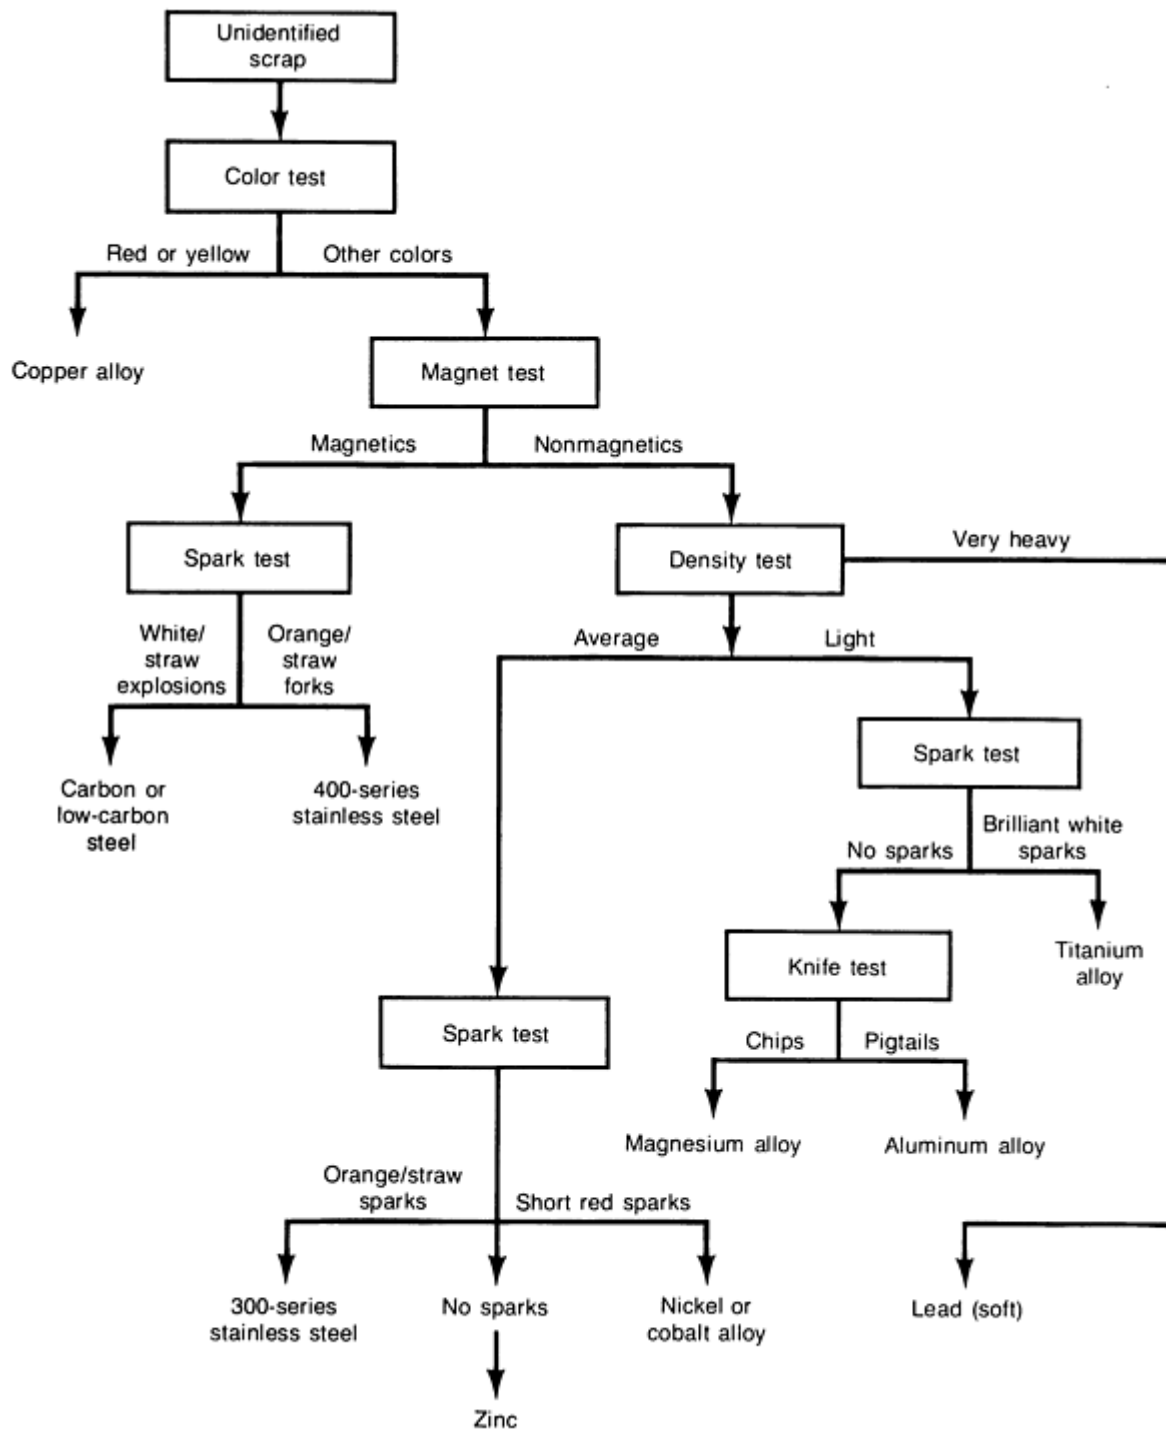 Unidentified
scrap
Color test
Red or yellow
Other colors
Copper alloy
Magnet test
Magnetics
Nonmagnetics
Spark test
Density test
Very heavy
White/
straw
explosions
Orange/
straw
forks
Average
Light
Carbon or
low-carbon
steel
400-series
stainless steel
Spark test
No sparks
Brilliant white
sparks
Knife test
Titanium
alloy
Spark test
Chips
Pigtails
Magnesium alloy
Aluminum alloy
Orange/straw
sparks
Short red sparks
300-series
stainless steel
No sparks
Nickel or
cobalt alloy
Lead (soft)
Zinc